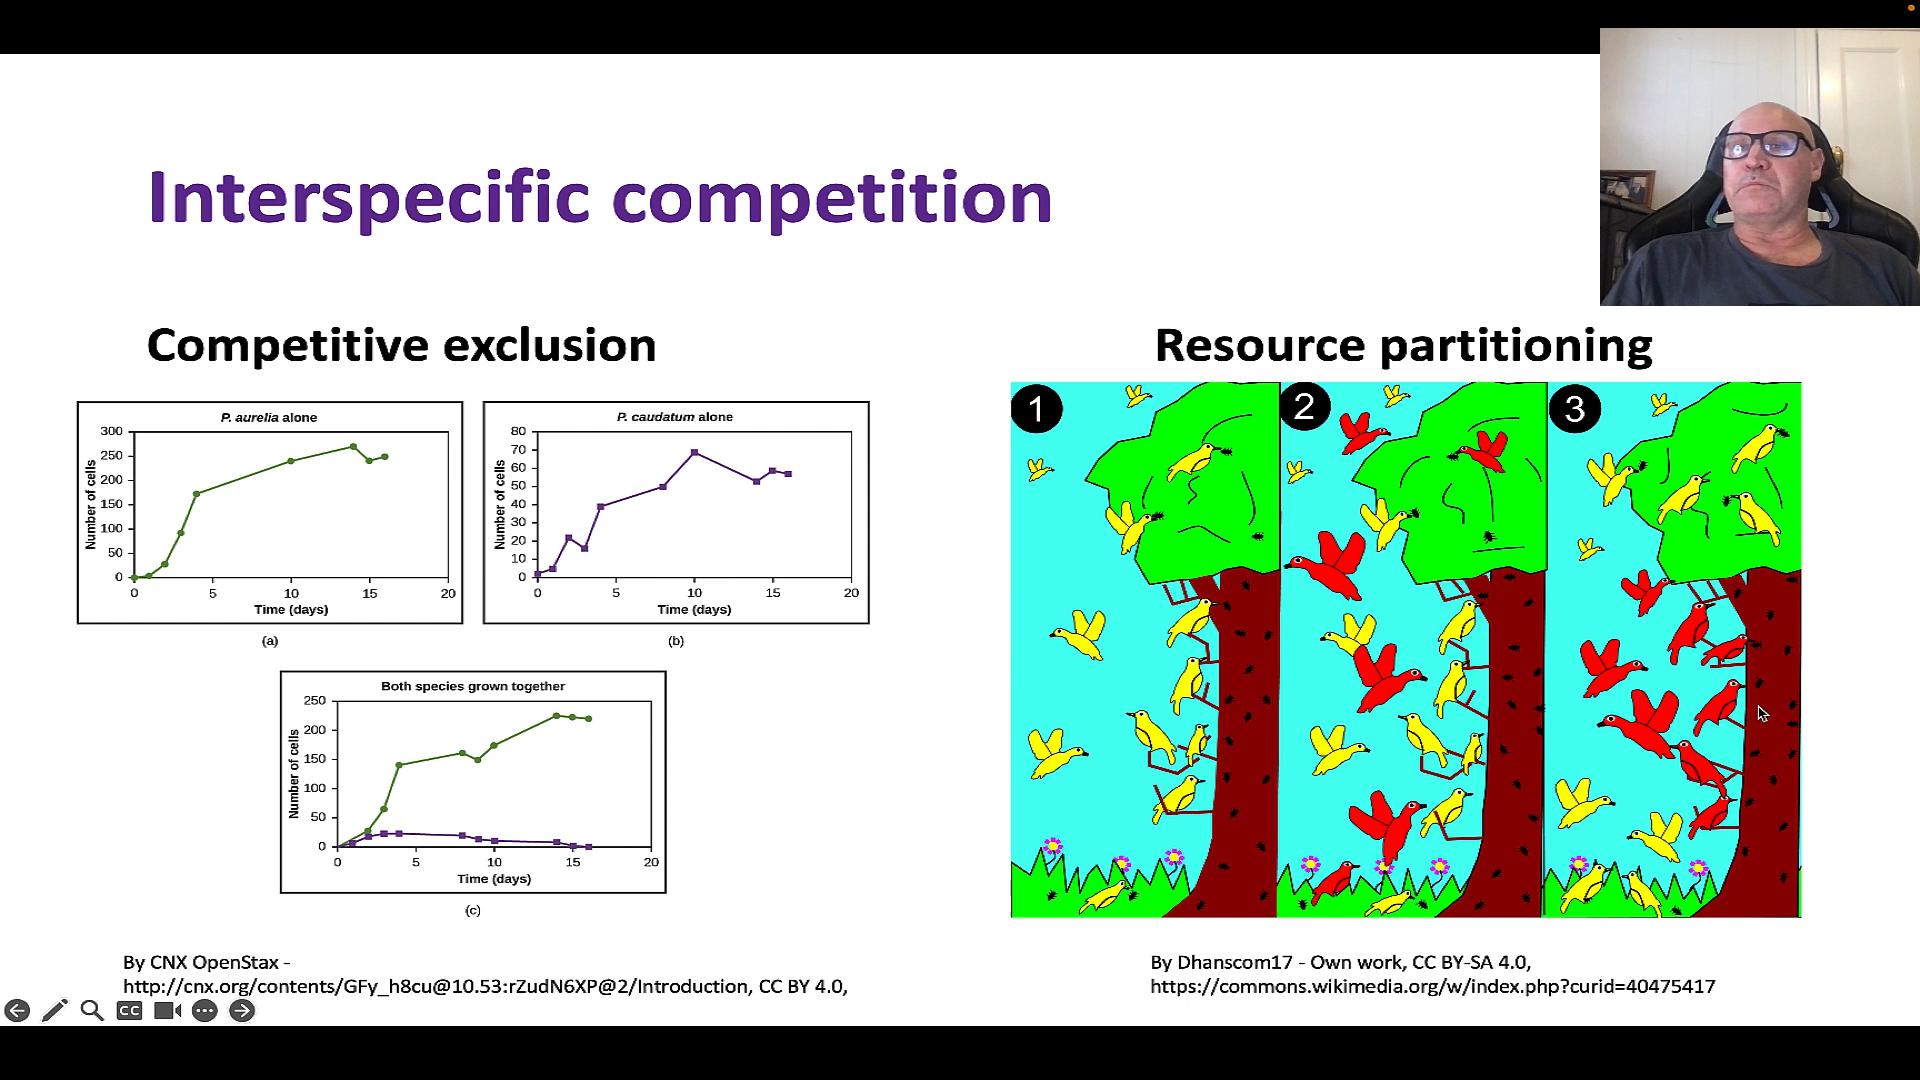 Interspecific competition
Competitive exclusion
Resource partitioning
P. aurelia alone
300
250
200
150
100
50
0
Number of cells
0 5 10 15 20
Time (days)
(a)
P. caudatum alone
80
70
60
50
40
30
20
10
0
Number of cells
0 5 10 15 20
Time (days)
(b)
Both species grown together
250
200
150
100
50
0
Number of cells
0 5 10 15 20
Time (days)
(c)
1 2 3
By CNX OpenStax -
http://cnx.org/contents/GFy_h8cu@10.53:rZudN6XP@2/Introduction, CC BY 4.0,
By Dhanscom17 - Own work, CC BY-SA 4.0,
https://commons.wikimedia.org/w/index.php?curid=40475417
CC